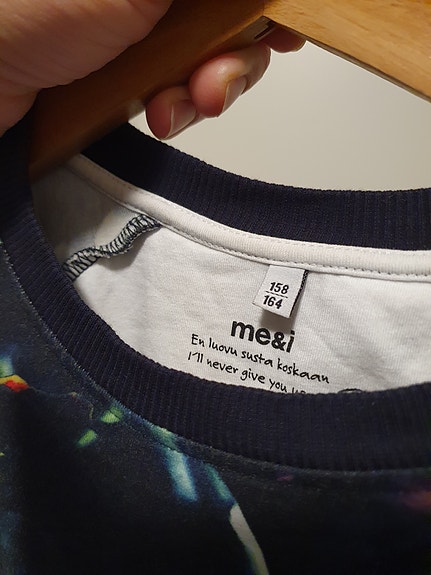 158
164
me&i
En luovu susta koskaan
I'll never give you